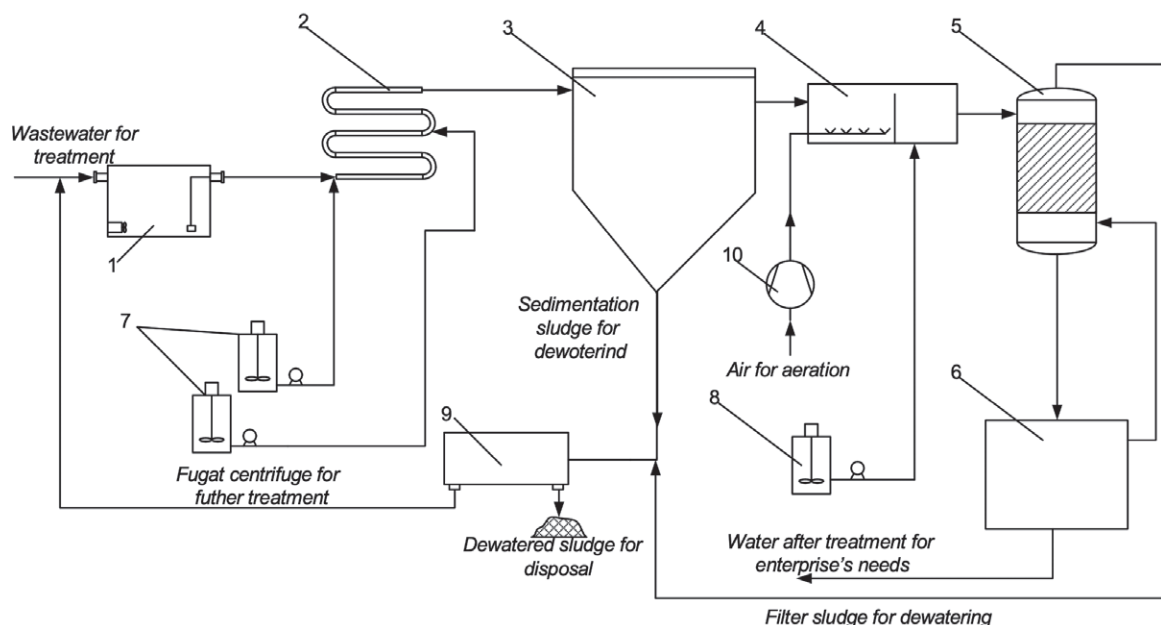 2
3
4
5
Wastewater for
treatment
1
10
Sedimentation
sludge for
dewoterind
7
Air for aeration
6
8
9
Fugat centrifuge for
futher treatment
Dewatered sludge for
disposal
Water after treatment for
enterprise's needs
Filter sludge for dewatering